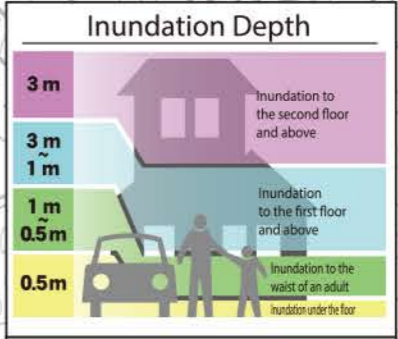 Inundation Depth
3 m
Inundation to
the second floor
and above
3 m
~
1 m
Inundation
to the first floor
and above
1 m
~
0.5m
Inundation to the
waist of an adult
0.5m
Inundation under the floor